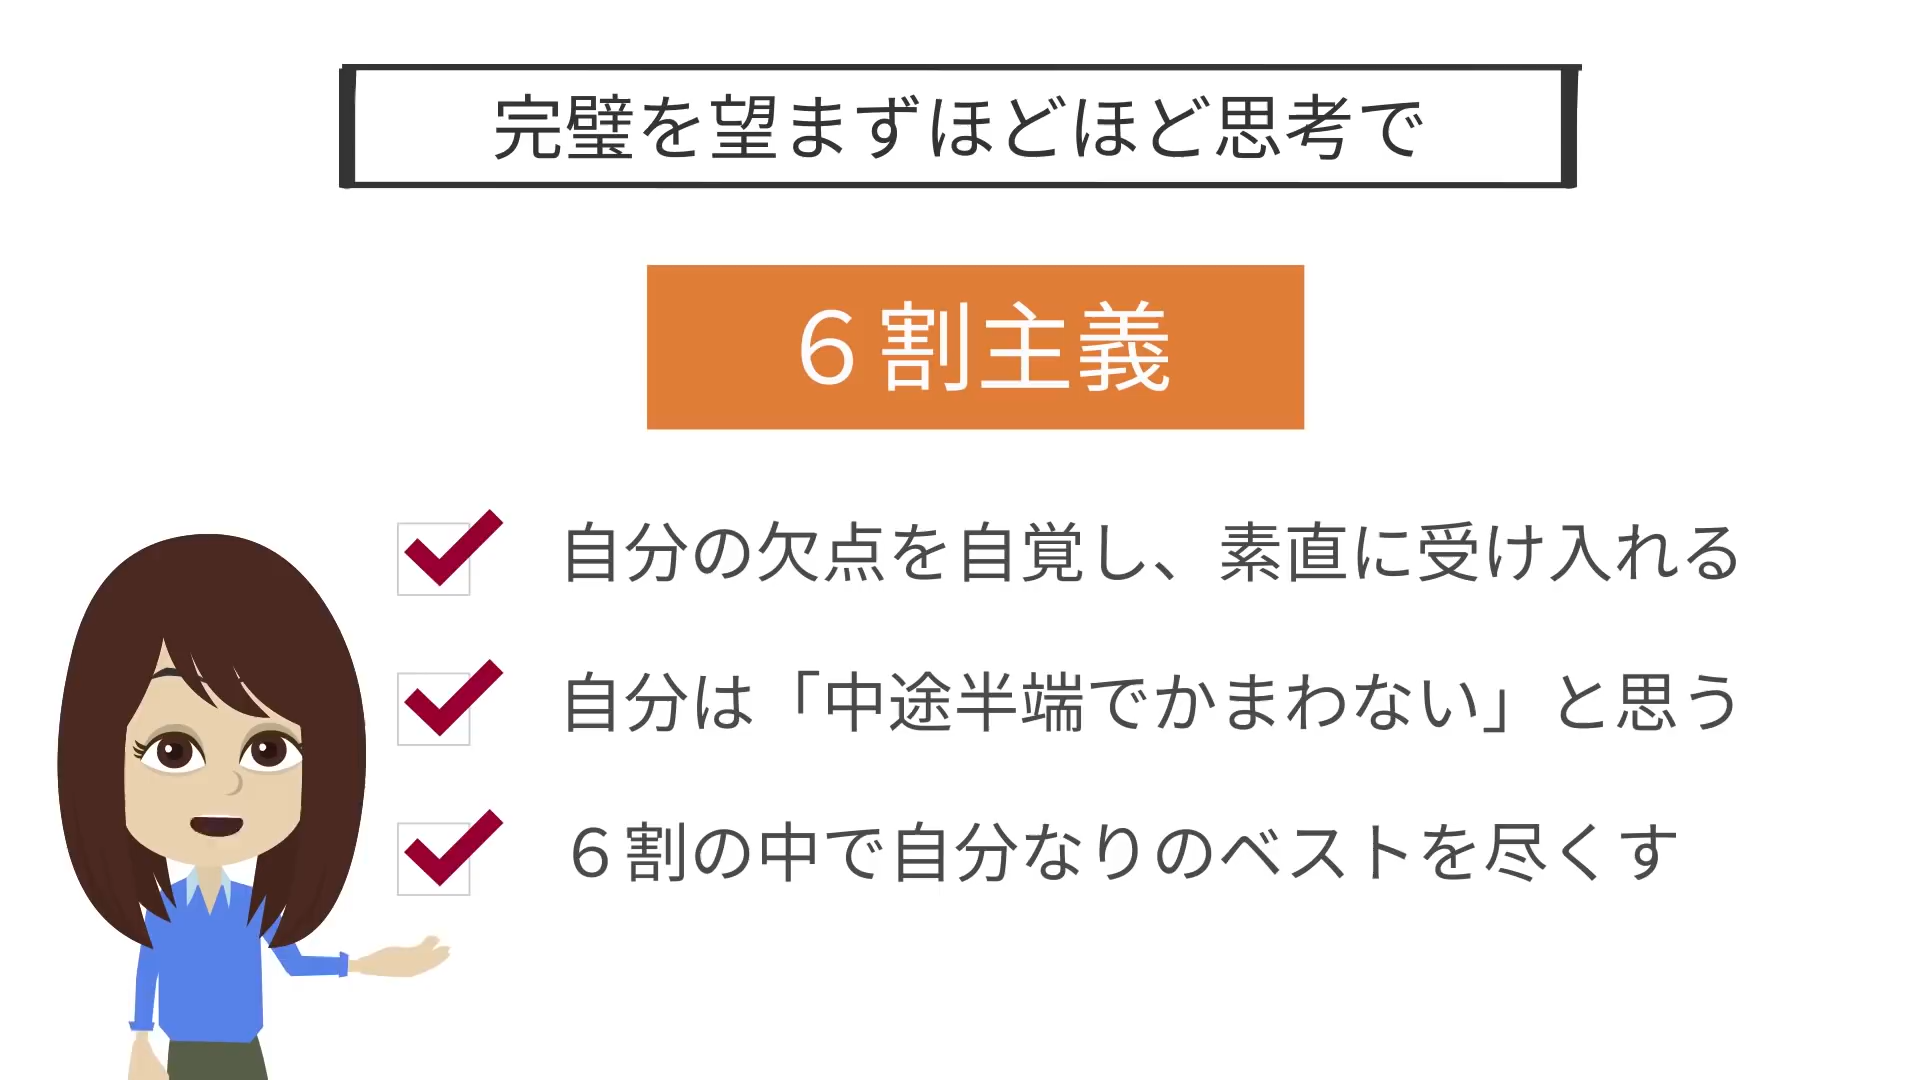 完璧を望まずほどほど思考で
６割主義
自分の欠点を自覚し、素直に受け入れる
自分は「中途半端でかまわない」と思う
６割の中で自分なりのベストを尽くす